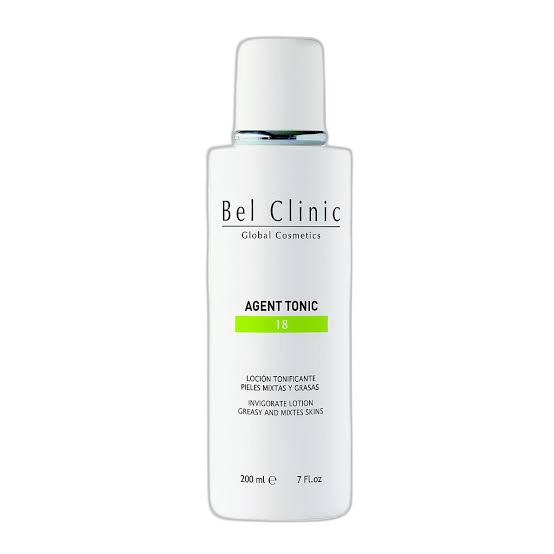 Bel Clinic
Global Cosmetics
AGENT TONIC
18
LOCIÓN TONIFICANTE
PIELES MIXTAS Y GRASAS
INVIGORATE LOTION
GREASY AND MIXTES SKINS
200 ml ℮ 7 Fl.oz